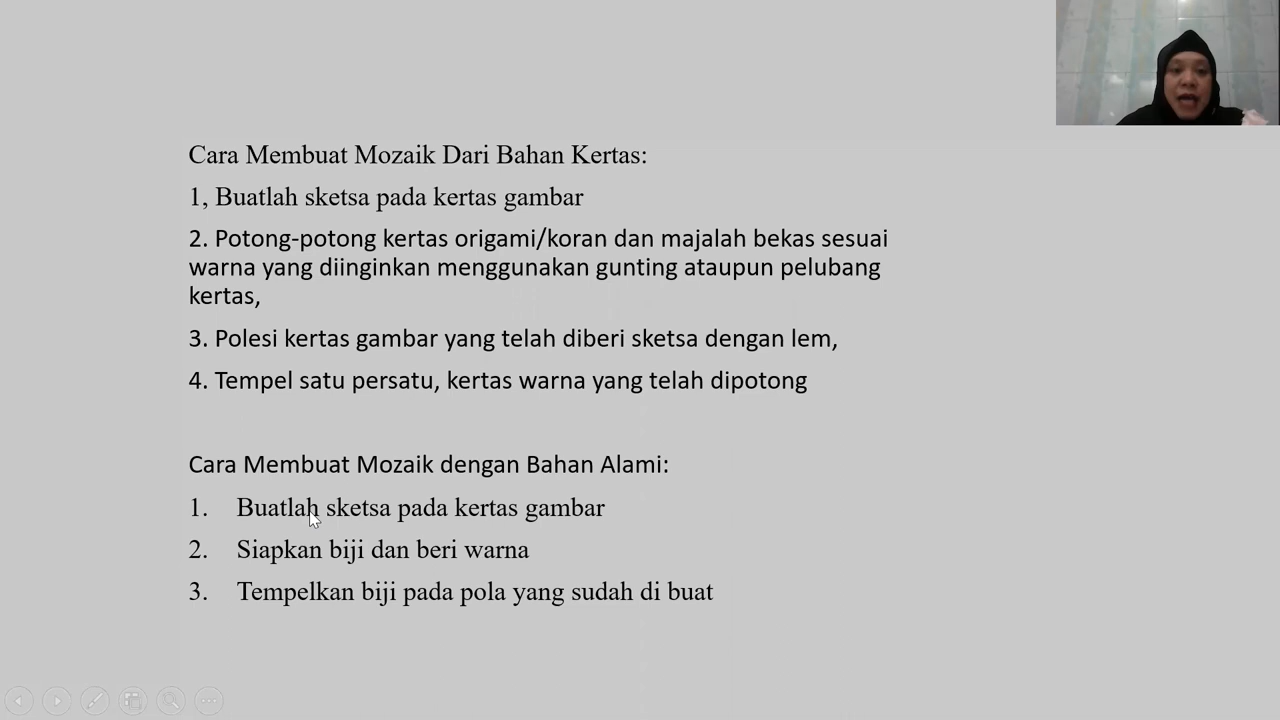 Cara Membuat Mozaik Dari Bahan Kertas:
1, Buatlah sketsa pada kertas gambar
2. Potong-potong kertas origami/koran dan majalah bekas sesuai
warna yang diinginkan menggunakan gunting ataupun pelubang
kertas,
3. Polesi kertas gambar yang telah diberi sketsa dengan lem,
4. Tempel satu persatu, kertas warna yang telah dipotong
Cara Membuat Mozaik dengan Bahan Alami:
1. Buatlah sketsa pada kertas gambar
2. Siapkan biji dan beri warna
3. Tempelkan biji pada pola yang sudah di buat